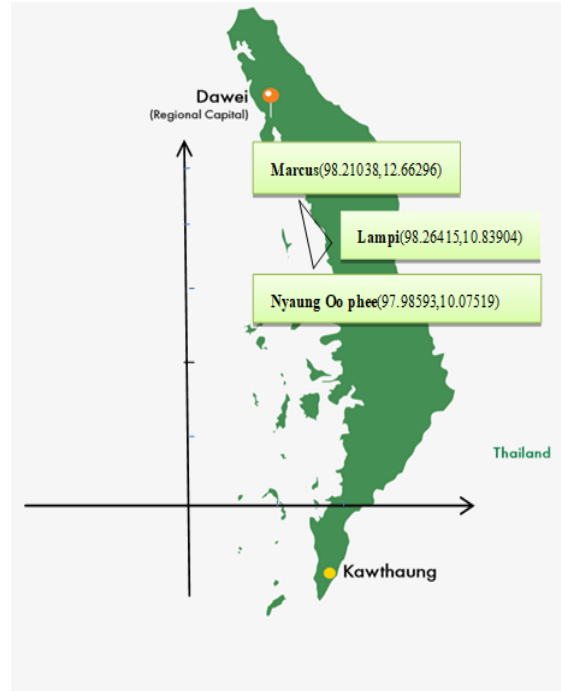 Dawei
(Regional Capital)
Marcus(98.21038,12.66296)
Lampi(98.26415,10.83904)
Nyaung Oo phee(97.98593,10.07519)
Thailand
Kawthaung